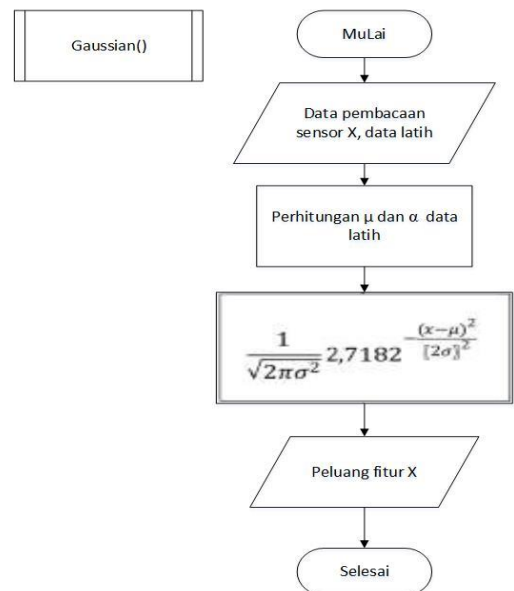 Gaussian()
MuLai
Data pembacaan
sensor X, data latih
Perhitungan μ dan α data
latih
1/√2πσ² 2,7182^-(x−μ)²/[2σ]²
Peluang fitur X
Selesai